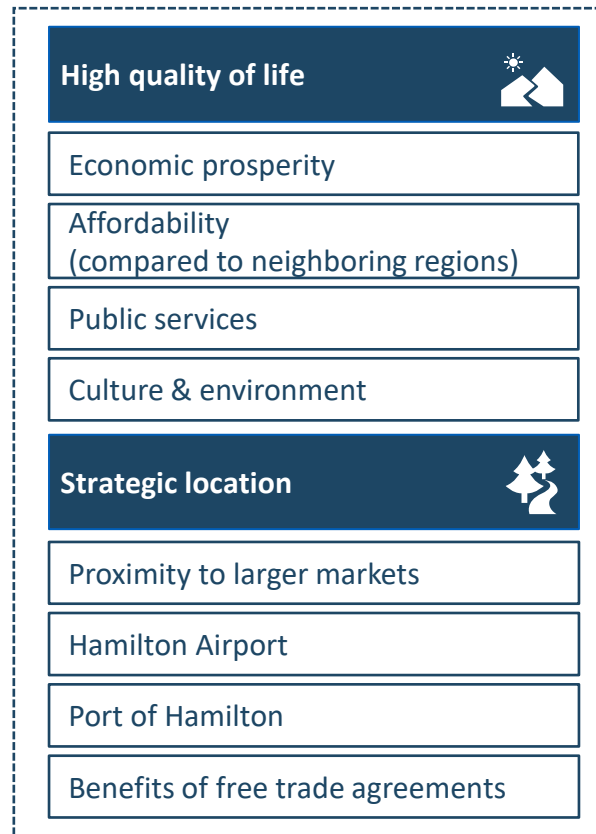 High quality of life
Economic prosperity
Affordability
(compared to neighboring regions)
Public services
Culture & environment
Strategic location
Proximity to larger markets
Hamilton Airport
Port of Hamilton
Benefits of free trade agreements